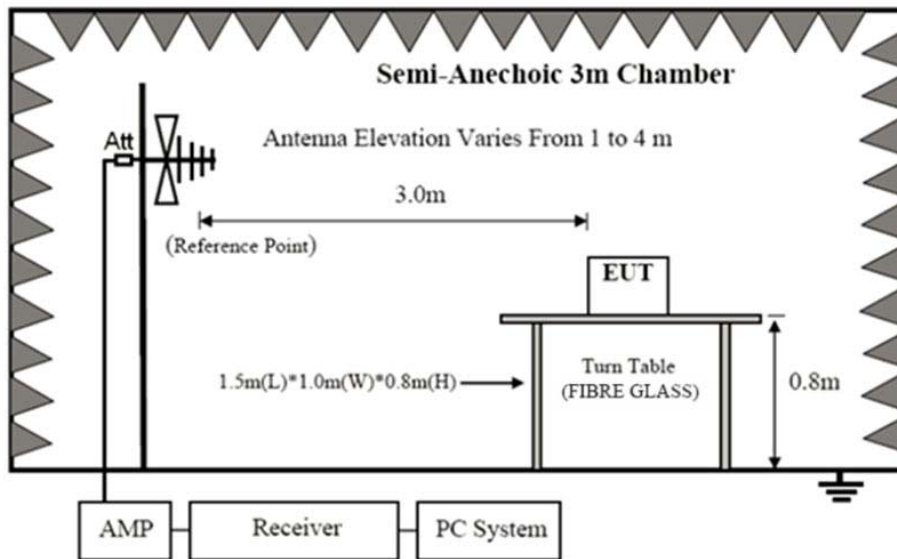 Semi-Anechoic 3m Chamber
Att
Antenna Elevation Varies From 1 to 4 m
3.0m
(Reference Point)
EUT
1.5m(L)*1.0m(W)*0.8m(H)
Turn Table
(FIBRE GLASS)
0.8m
AMP
Receiver
PC System